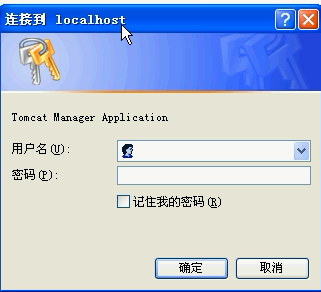 连接到 localhost
Tomcat Manager Application
用户名(U):
密码(P):
记住我的密码(R)
确定
取消